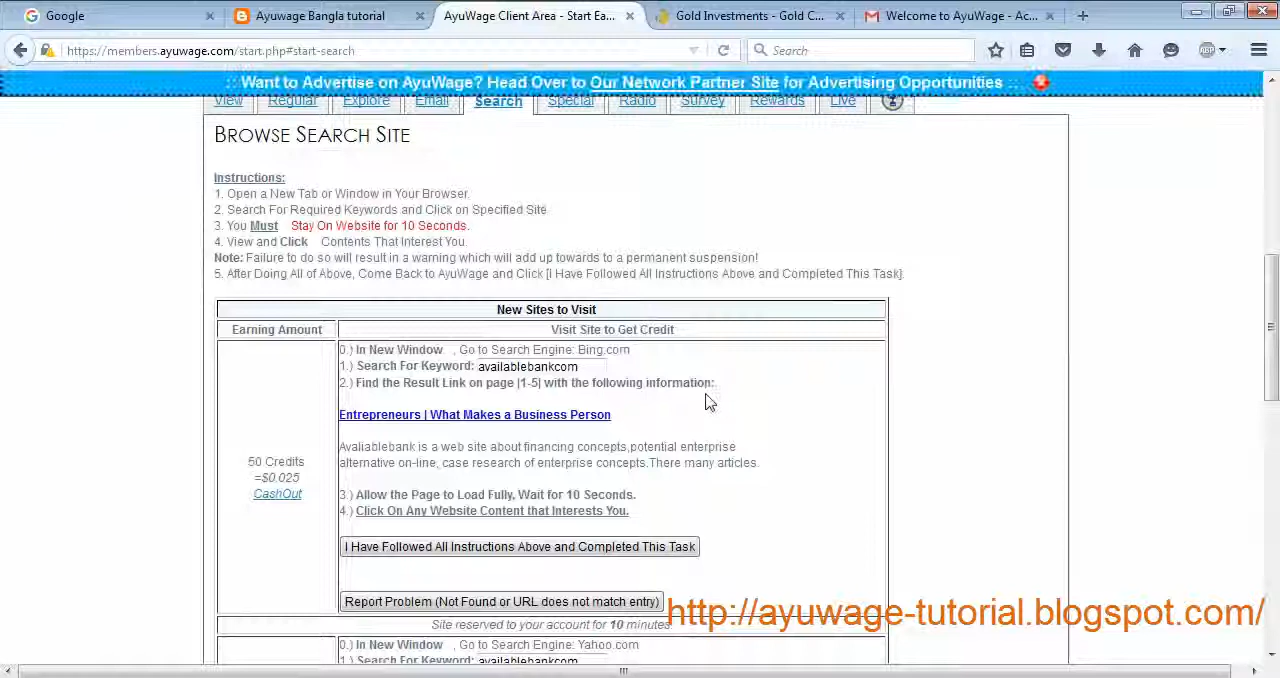 Google
Ayuwage Bangla tutorial
AyuWage Client Area - Start Ea...
Gold Investments - Gold C...
Welcome to AyuWage - Ac...
https://members.ayuwage.com/start.php#start-search
Search
ABP
:: Want to Advertise on AyuWage? Head Over to Our Network Partner Site for Advertising Opportunities ::
View
Regular
Explore
Email
Search
Special
Radio
Survey
Rewards
Live
BROWSE SEARCH SITE
Instructions:
1. Open a New Tab or Window in Your Browser.
2. Search For Required Keywords and Click on Specified Site
3. You Must Stay On Website for 10 Seconds.
4. View and Click Contents That Interest You.
Note: Failure to do so will result in a warning which will add up towards to a permanent suspension!
5. After Doing All of Above, Come Back to AyuWage and Click [I Have Followed All Instructions Above and Completed This Task].
New Sites to Visit
Earning Amount
Visit Site to Get Credit
0.) In New Window , Go to Search Engine: Bing.com
1.) Search For Keyword: availablebankcom
2.) Find the Result Link on page |1-5| with the following information:
Entrepreneurs | What Makes a Business Person
Avaliablebank is a web site about financing concepts,potential enterprise
alternative on-line, case research of enterprise concepts.There many articles.
50 Credits
=$0.025
CashOut
3.) Allow the Page to Load Fully, Wait for 10 Seconds.
4.) Click On Any Website Content that Interests You.
I Have Followed All Instructions Above and Completed This Task
Report Problem (Not Found or URL does not match entry)
http://ayuwage-tutorial.blogspot.com/
Site reserved to your account for 10 minutes
0.) In New Window , Go to Search Engine: Yahoo.com
1.) Search For Keyword: availablebankcom